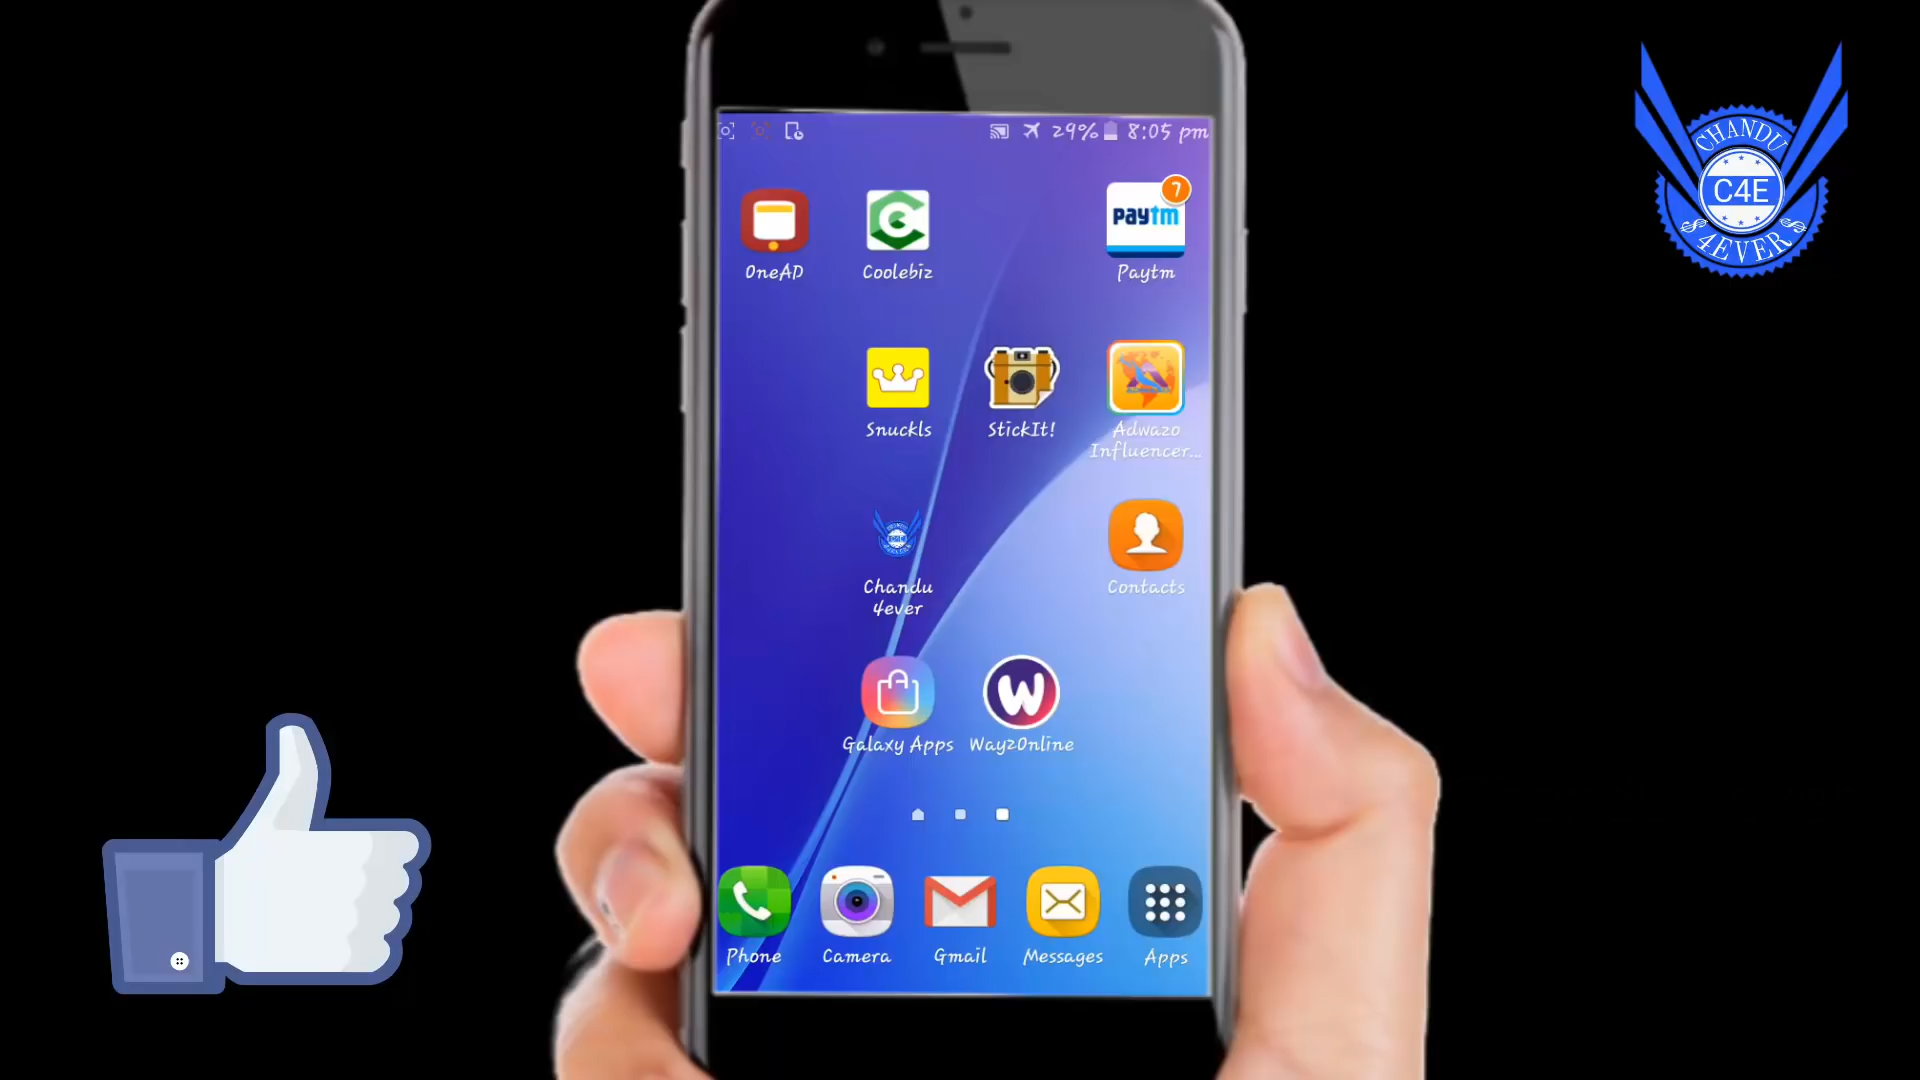 29% 8:05 pm
7
paytm
OneAD
Coolebiz
Paytm
Snuckls
StickIt!
Adwazo
Influencer...
Chandu
4ever
Contacts
Galaxy Apps
Way2Online
Phone
Camera
Gmail
Messages
Apps
CHANDU
C4E
$ 4EVER $